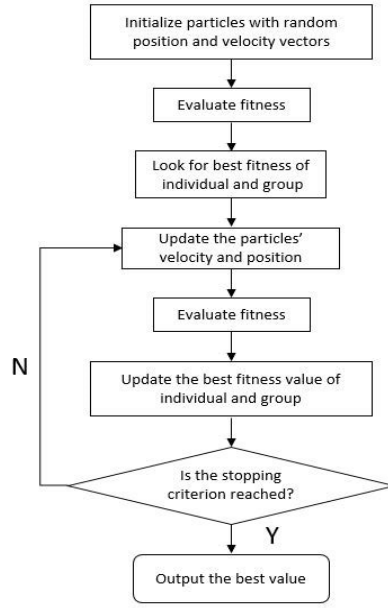 Initialize particles with random
position and velocity vectors
Evaluate fitness
Look for best fitness of
individual and group
Update the particles'
velocity and position
Evaluate fitness
N
Update the best fitness value of
individual and group
Is the stopping
criterion reached?
Y
Output the best value